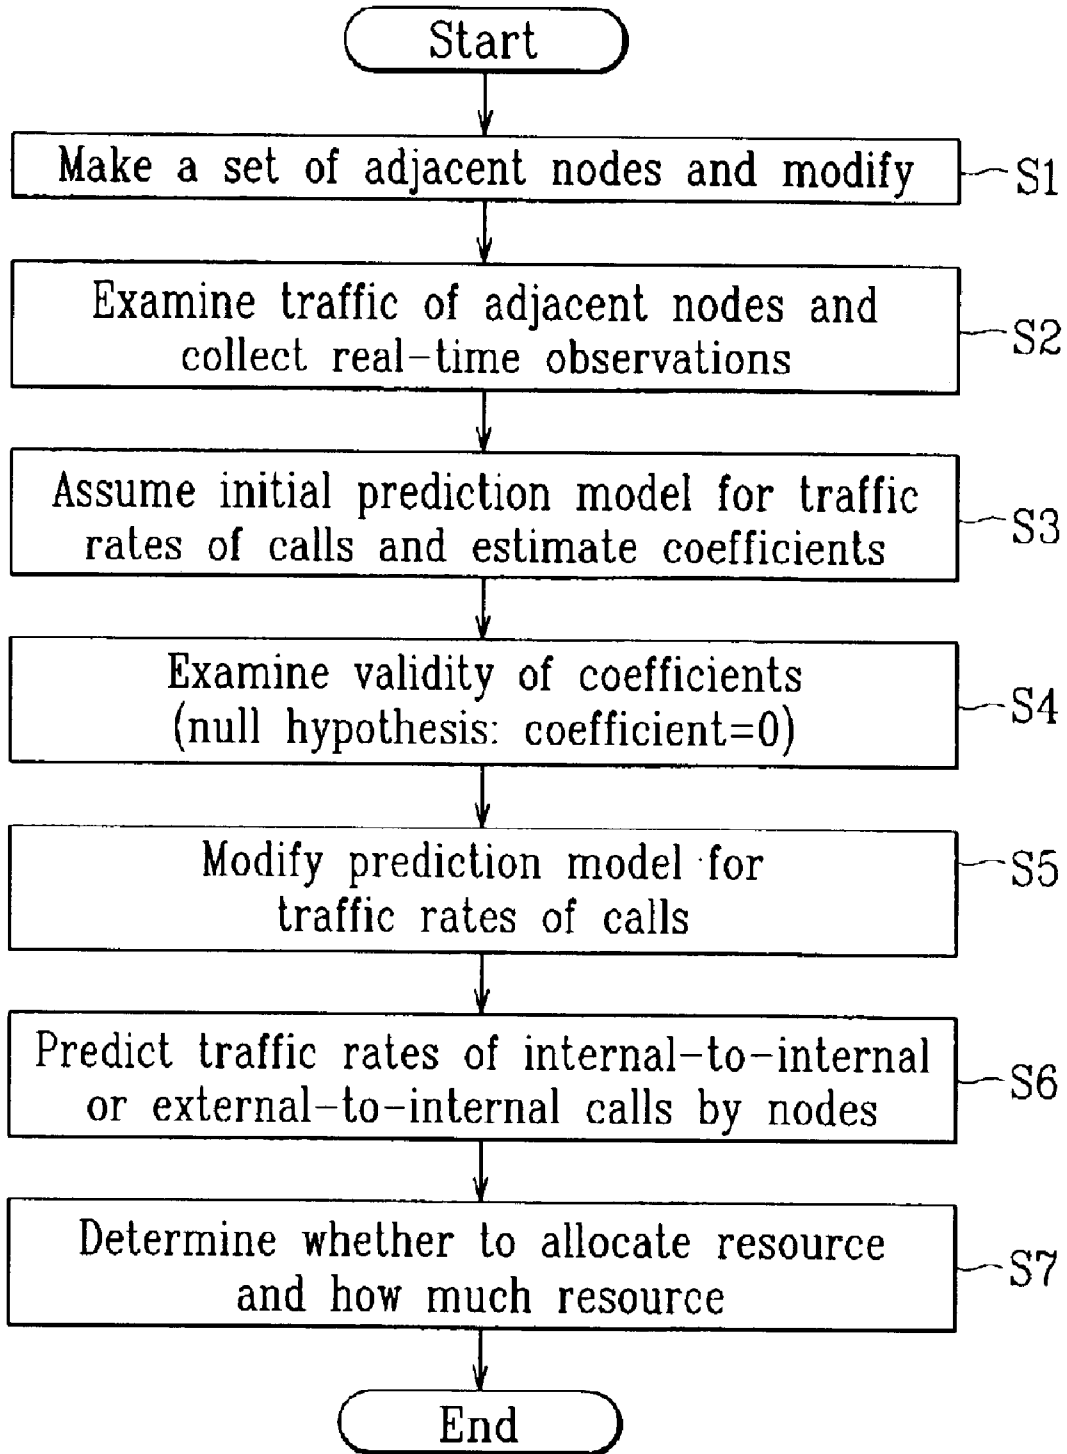 Start
Make a set of adjacent nodes and modify
S1
Examine traffic of adjacent nodes and
collect real-time observations
S2
Assume initial prediction model for traffic
rates of calls and estimate coefficients
S3
Examine validity of coefficients
(null hypothesis: coefficient=0)
S4
Modify prediction model for
traffic rates of calls
S5
Predict traffic rates of internal-to-internal
or external-to-internal calls by nodes
S6
Determine whether to allocate resource
and how much resource
S7
End